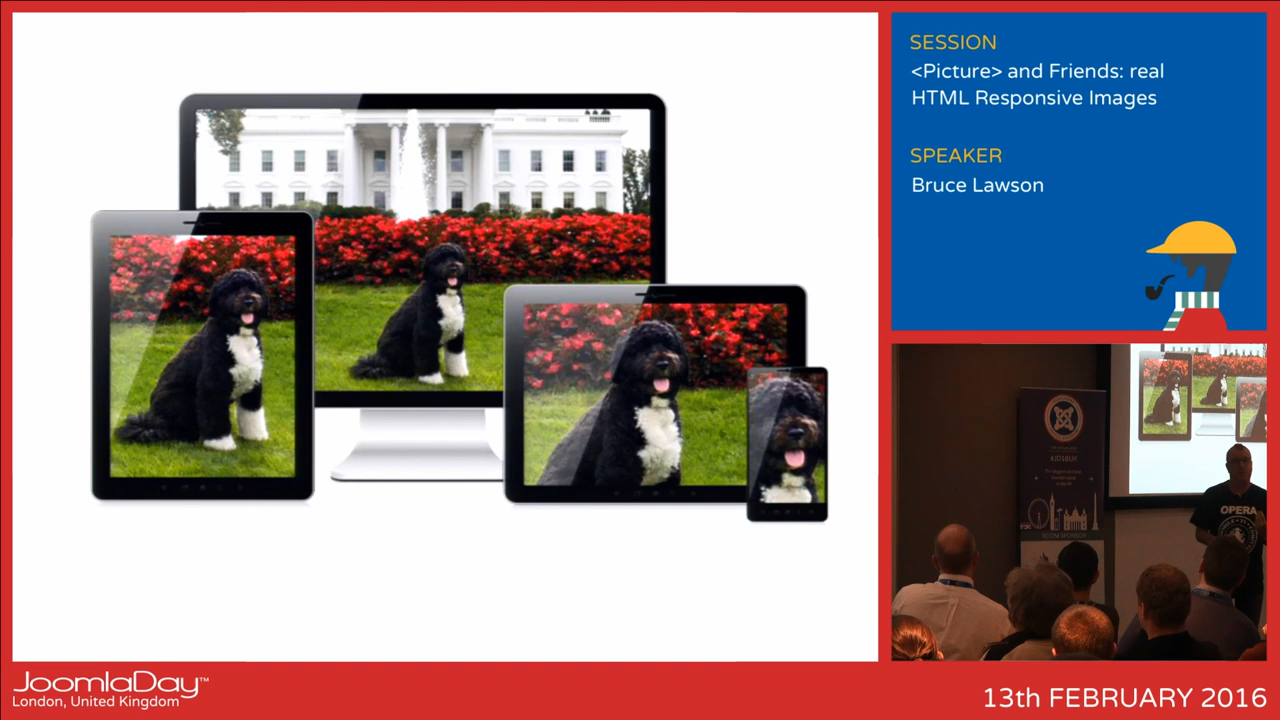 SESSION
<Picture> and Friends: real
HTML Responsive Images
SPEAKER
Bruce Lawson
#JD16UK
OPERA
JoomlaDay™
London, United Kingdom
13th FEBRUARY 2016